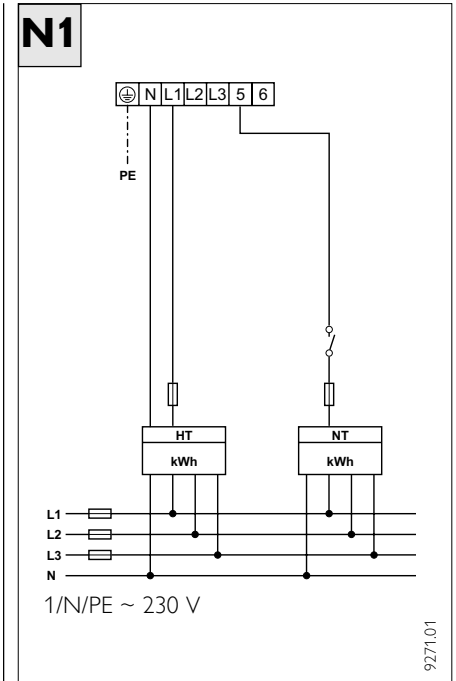 N1
N L1 L2 L3 5 6
PE
HT NT
kWh kWh
L1
L2
L3
N
1/N/PE ~ 230 V
9271.01